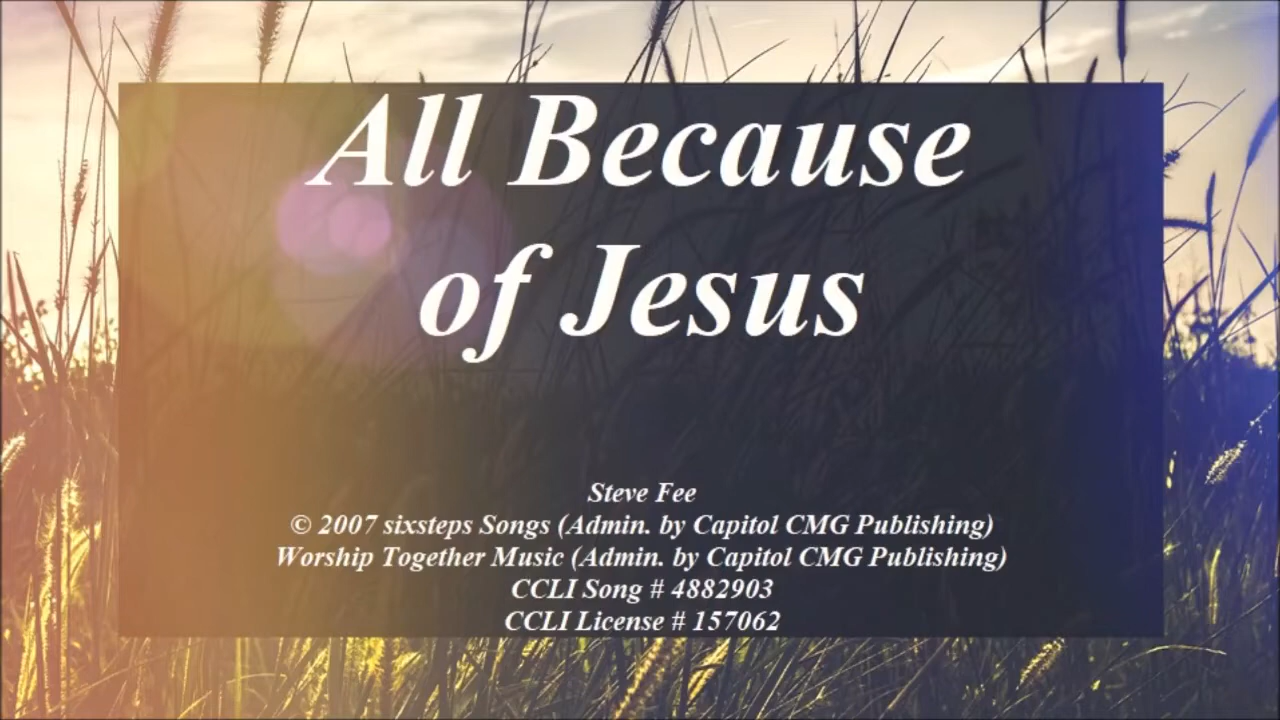 All Because
of Jesus
Steve Fee
© 2007 sixsteps Songs (Admin. by Capitol CMG Publishing)
Worship Together Music (Admin. by Capitol CMG Publishing)
CCLI Song # 4882903
CCLI License # 157062